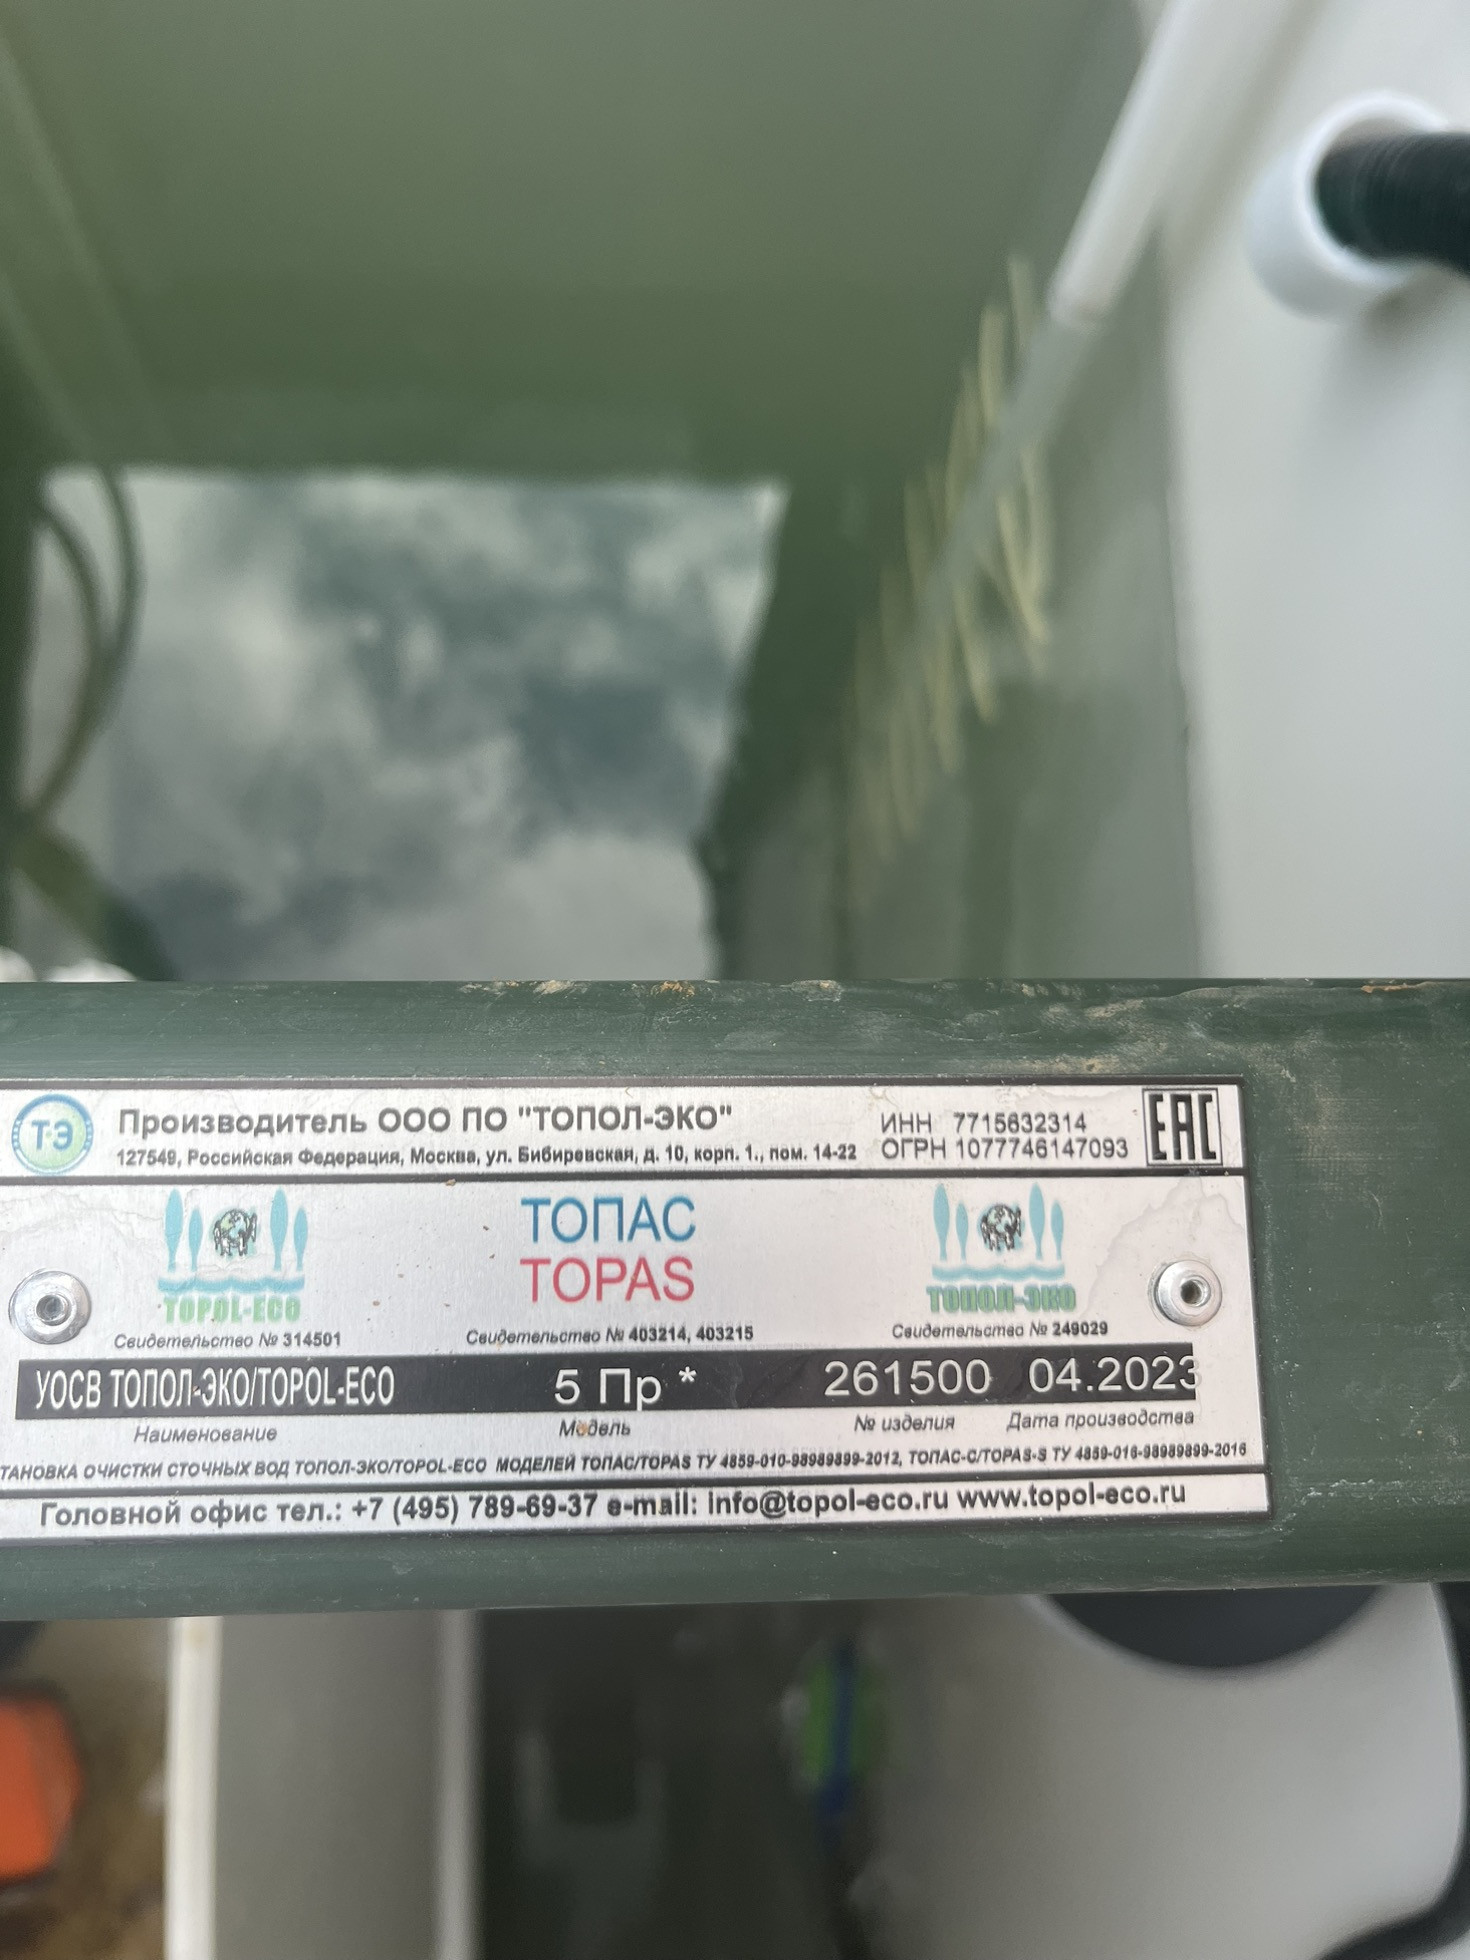 Т·Э
Производитель ООО ПО "ТОПОЛ-ЭКО"
127549, Российская Федерация, Москва, ул. Бибиревская, д. 10, корп. 1., пом. 14-22
ИНН 7715632314
ОГРН 1077746147093
EAC
TOPOL-ECO
Свидетельство № 314501
ТОПАС
TOPAS
Свидетельство № 403214, 403215
ТОПОЛ-ЭКО
Свидетельство № 249029
УОСВ ТОПОЛ-ЭКО/TOPOL-ECO 5 Пр * 261500 04.2023
Наименование Модель № изделия Дата производства
ТАНОВКА ОЧИСТКИ СТОЧНЫХ ВОД ТОПОЛ-ЭКО/TOPOL-ECO МОДЕЛЕЙ ТОПАС/TOPAS ТУ 4859-010-98989899-2012, ТОПАС-С/TOPAS-S ТУ 4859-016-98989899-2016
Головной офис тел.: +7 (495) 789-69-37 e-mail: info@topol-eco.ru www.topol-eco.ru